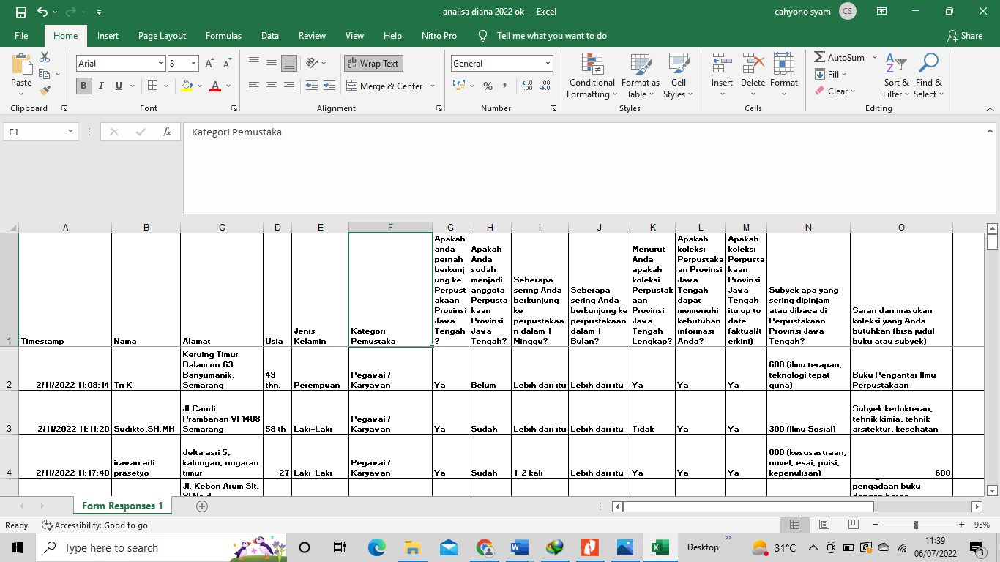 analisa diana 2022 ok - Excel
cahyono syam
CS
File
Home
Insert
Page Layout
Formulas
Data
Review
View
Help
Nitro Pro
Tell me what you want to do
Share
Paste
Clipboard
Arial
8
B
I
U
Font
Wrap Text
Merge & Center
Alignment
General
Number
Conditional
Formatting
Format as
Table
Cell
Styles
Styles
Insert
Delete
Format
Cells
AutoSum
Fill
Clear
Sort &
Filter
Find &
Select
Editing
F1
fx
Kategori Pemustaka
A
B
C
D
E
F
G
H
I
J
K
L
M
N
O
1
Timestamp
Nama
Alamat
Usia
Jenis
Kelamin
Kategori
Pemustaka
Apakah
anda
pernah
berkunj
ung ke
Perpust
akaan
Provinsi
Jawa
Tengah
?
Apakah
Anda
sudah
menjadi
anggota
Perpusta
kaan
Provinsi
Jawa
Tengah?
Seberapa
sering Anda
berkunjung
ke
perpustakaa
n dalam 1
Minggu?
Seberapa
sering Anda
berkunjung ke
perpustakaan
dalam 1
Bulan?
Menurut
Anda
apakah
koleksi
Perpustak
aan
Provinsi
Jawa
Tengah
Lengkap?
Apakah
koleksi
Perpustaka
an Provinsi
Jawa
Tengah
dapat
memenuhi
kebutuhan
informasi
Anda?
Apakah
koleksi
Perpusta
kaan
Provinsi
Jawa
Tengah
itu up to
date
(aktual/t
erkini)
Subyek apa yang
sering dipinjam
atau dibaca di
Perpustakaan
Provinsi Jawa
Tengah?
Saran dan masukan
koleksi yang Anda
butuhkan (bisa judul
buku atau subyek)
2
2/11/2022 11:08:14
Tri K
Keruing Timur
Dalam no.63
Banyumanik,
Semarang
49
thn.
Perempuan
Pegawai /
Karyawan
Ya
Belum
Lebih dari itu
Lebih dari itu
Ya
Ya
Ya
600 (ilmu terapan,
teknologi tepat
guna)
Buku Pengantar Ilmu
Perpustakaan
3
2/11/2022 11:11:20
Sudikto,SH.MH
Jl.Candi
Prambanan VI 1408
Semarang
58 th
Laki-Laki
Pegawai /
Karyawan
Ya
Sudah
Lebih dari itu
Lebih dari itu
Tidak
Ya
Ya
300 (Ilmu Sosial)
Subyek kedokteran,
tehnik kimia, tehnik
arsitektur, kesehatan
4
2/11/2022 11:17:40
irawan adi
prasetyo
delta asri 5,
kalongan, ungaran
timur
27
Laki-Laki
Pegawai /
Karyawan
Ya
Sudah
1-2 kali
Lebih dari itu
Ya
Ya
Ya
800 (kesusastraan,
novel, esai, puisi,
kepenulisan)
600
Jl. Kebon Arum Slt.
pengadaan buku
Form Responses 1
Ready
Accessibility: Good to go
93%
Type here to search
Desktop
31°C
11:39
06/07/2022
3